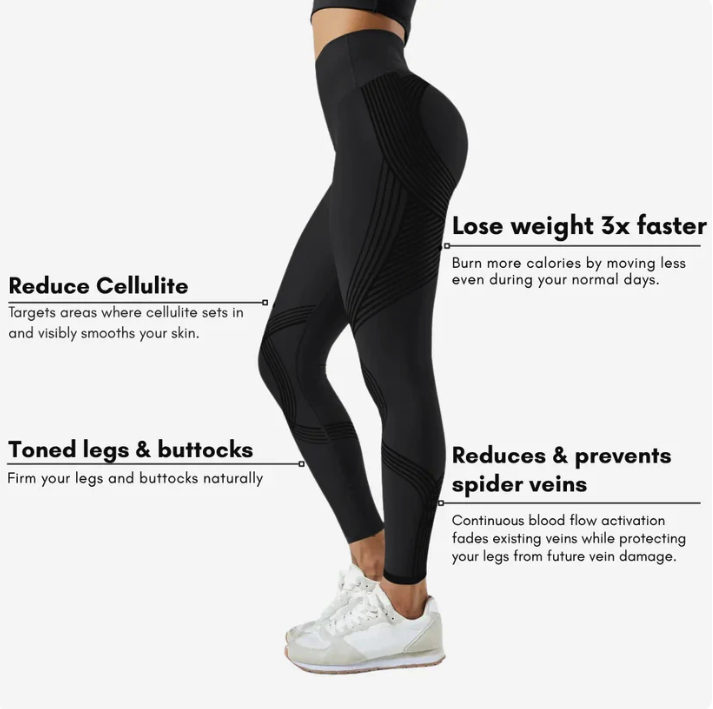 Lose weight 3x faster
Burn more calories by moving less
even during your normal days.
Reduce Cellulite
Targets areas where cellulite sets in
and visibly smooths your skin.
Toned legs & buttocks
Firm your legs and buttocks naturally
Reduces & prevents
spider veins
Continuous blood flow activation
fades existing veins while protecting
your legs from future vein damage.